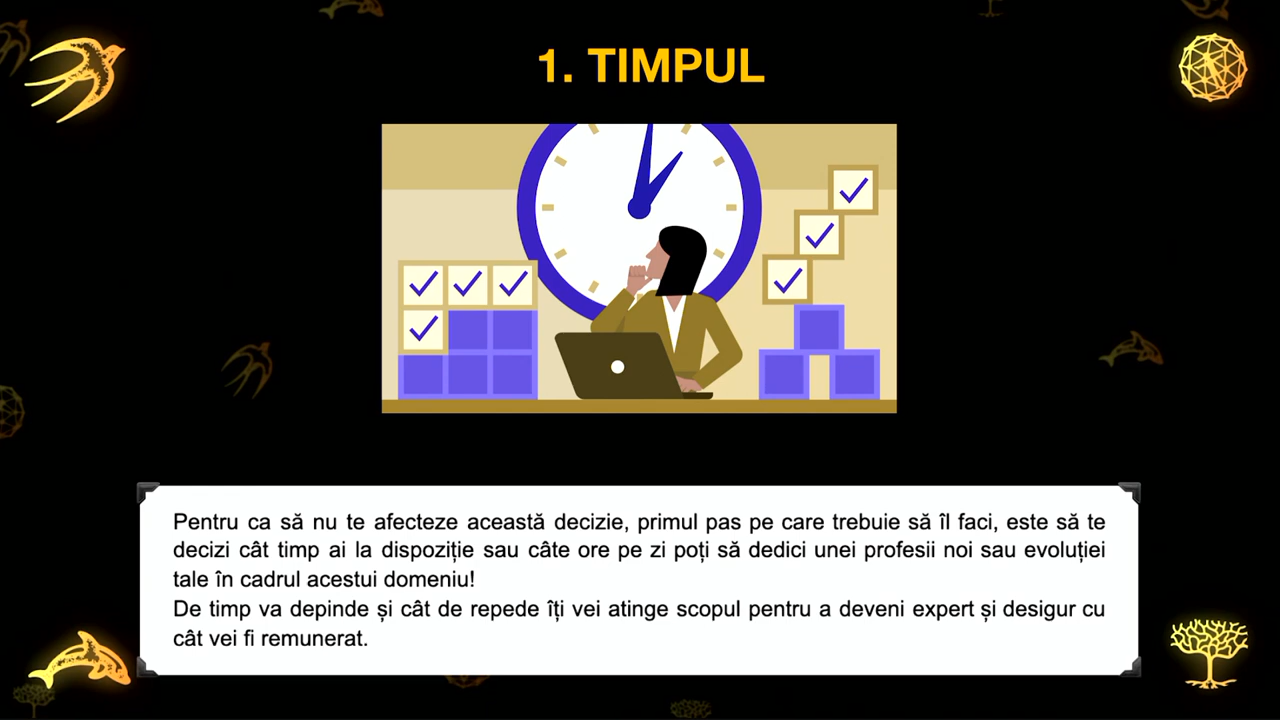 1. TIMPUL
Pentru ca să nu te afecteze această decizie, primul pas pe care trebuie să îl faci, este să te
decizi cât timp ai la dispoziție sau câte ore pe zi poți să dedici unei profesii noi sau evoluției
tale în cadrul acestui domeniu!
De timp va depinde și cât de repede îți vei atinge scopul pentru a deveni expert și desigur cu
cât vei fi remunerat.